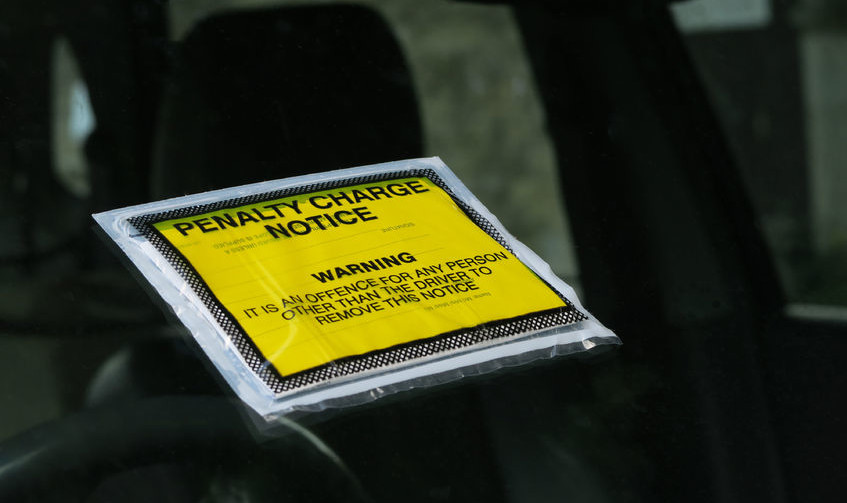 PENALTY CHARGE
NOTICE
WARNING
IT IS AN OFFENCE FOR ANY PERSON
OTHER THAN THE DRIVER TO
REMOVE THIS NOTICE